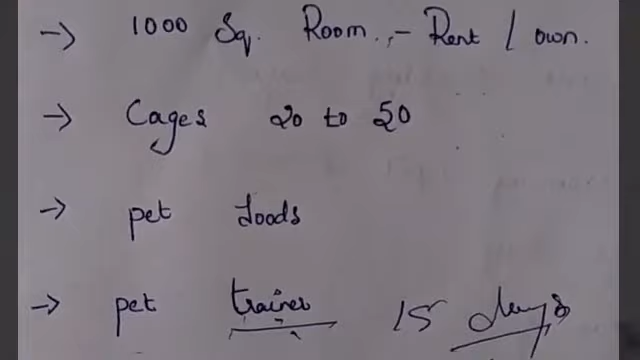 → 1000 Sq. Room.,- Rent / own.
→ Cages 20 to 50
→ pet foods
→ pet trainer 15 days